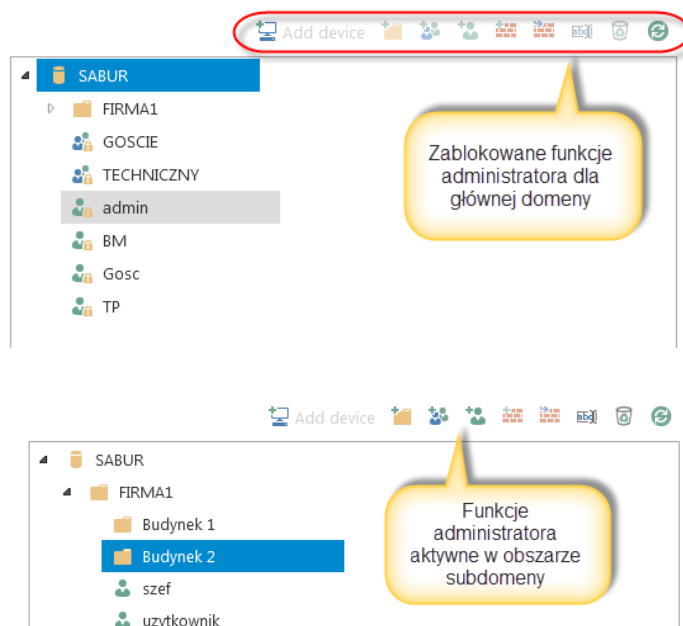 Add device
SABUR
FIRMA1
GOSCIE
TECHNICZNY
admin
BM
Gosc
TP
Zablokowane funkcje
administratora dla
głównej domeny
Add device
SABUR
FIRMA1
Budynek 1
Budynek 2
szef
uzytkownik
Funkcje
administratora
aktywne w obszarze
subdomeny